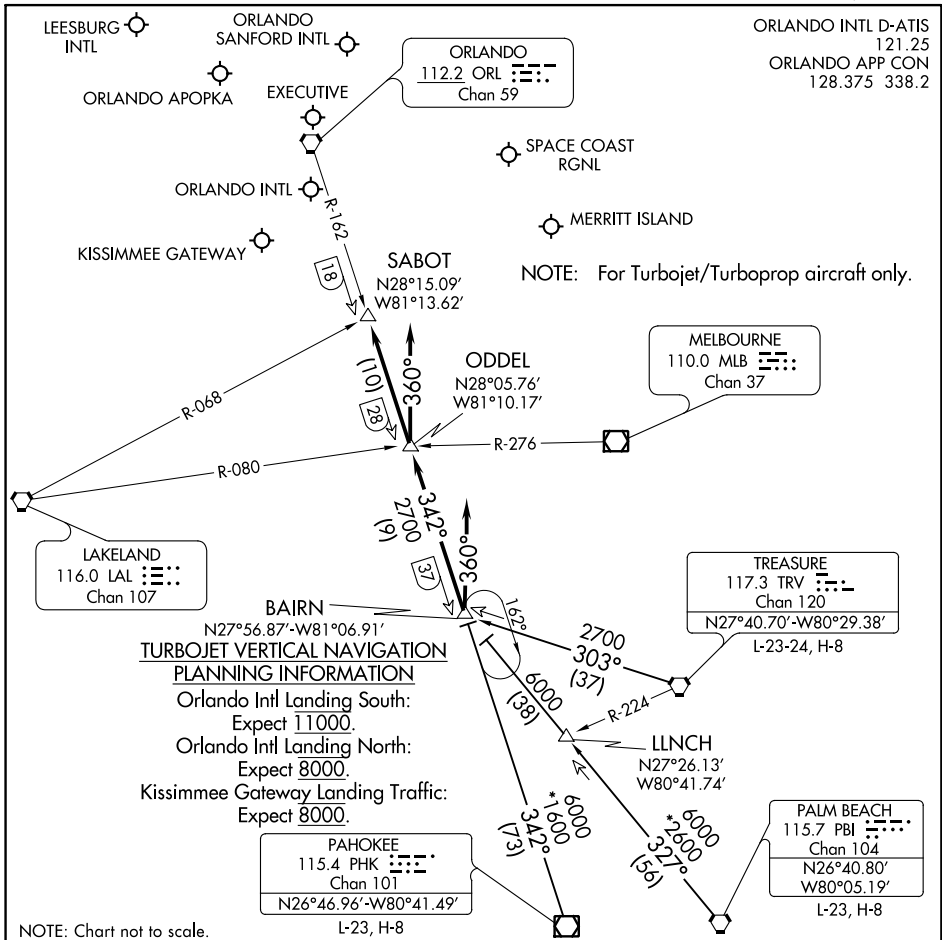 LEESBURG
INTL
ORLANDO
SANFORD INTL
ORLANDO APOPKA
EXECUTIVE
ORLANDO
112.2 ORL
Chan 59
ORLANDO INTL D-ATIS
121.25
ORLANDO APP CON
128.375 338.2
SPACE COAST
RGNL
ORLANDO INTL
R-162
MERRITT ISLAND
KISSIMMEE GATEWAY
18
SABOT
N28°15.09'
W81°13.62'
NOTE: For Turbojet/Turboprop aircraft only.
(10)
360°
ODDEL
N28°05.76'
W81°10.17'
MELBOURNE
110.0 MLB
Chan 37
R-068
28
R-276
R-080
342°
2700
(9)
LAKELAND
116.0 LAL
Chan 107
37
360°
162°
TREASURE
117.3 TRV
Chan 120
N27°40.70'-W80°29.38'
L-23-24, H-8
BAIRN
N27°56.87'-W81°06.91'
2700
303°
(37)
TURBOJET VERTICAL NAVIGATION
PLANNING INFORMATION
Orlando Intl Landing South:
Expect 11000.
Orlando Intl Landing North:
Expect 8000.
Kissimmee Gateway Landing Traffic:
Expect 8000.
6000
(38)
R-224
LLNCH
N27°26.13'
W80°41.74'
6000
*1600
342°
(73)
6000
*2600
327°
(56)
PAHOKEE
115.4 PHK
Chan 101
N26°46.96'-W80°41.49'
L-23, H-8
PALM BEACH
115.7 PBI
Chan 104
N26°40.80'
W80°05.19'
L-23, H-8
NOTE: Chart not to scale.